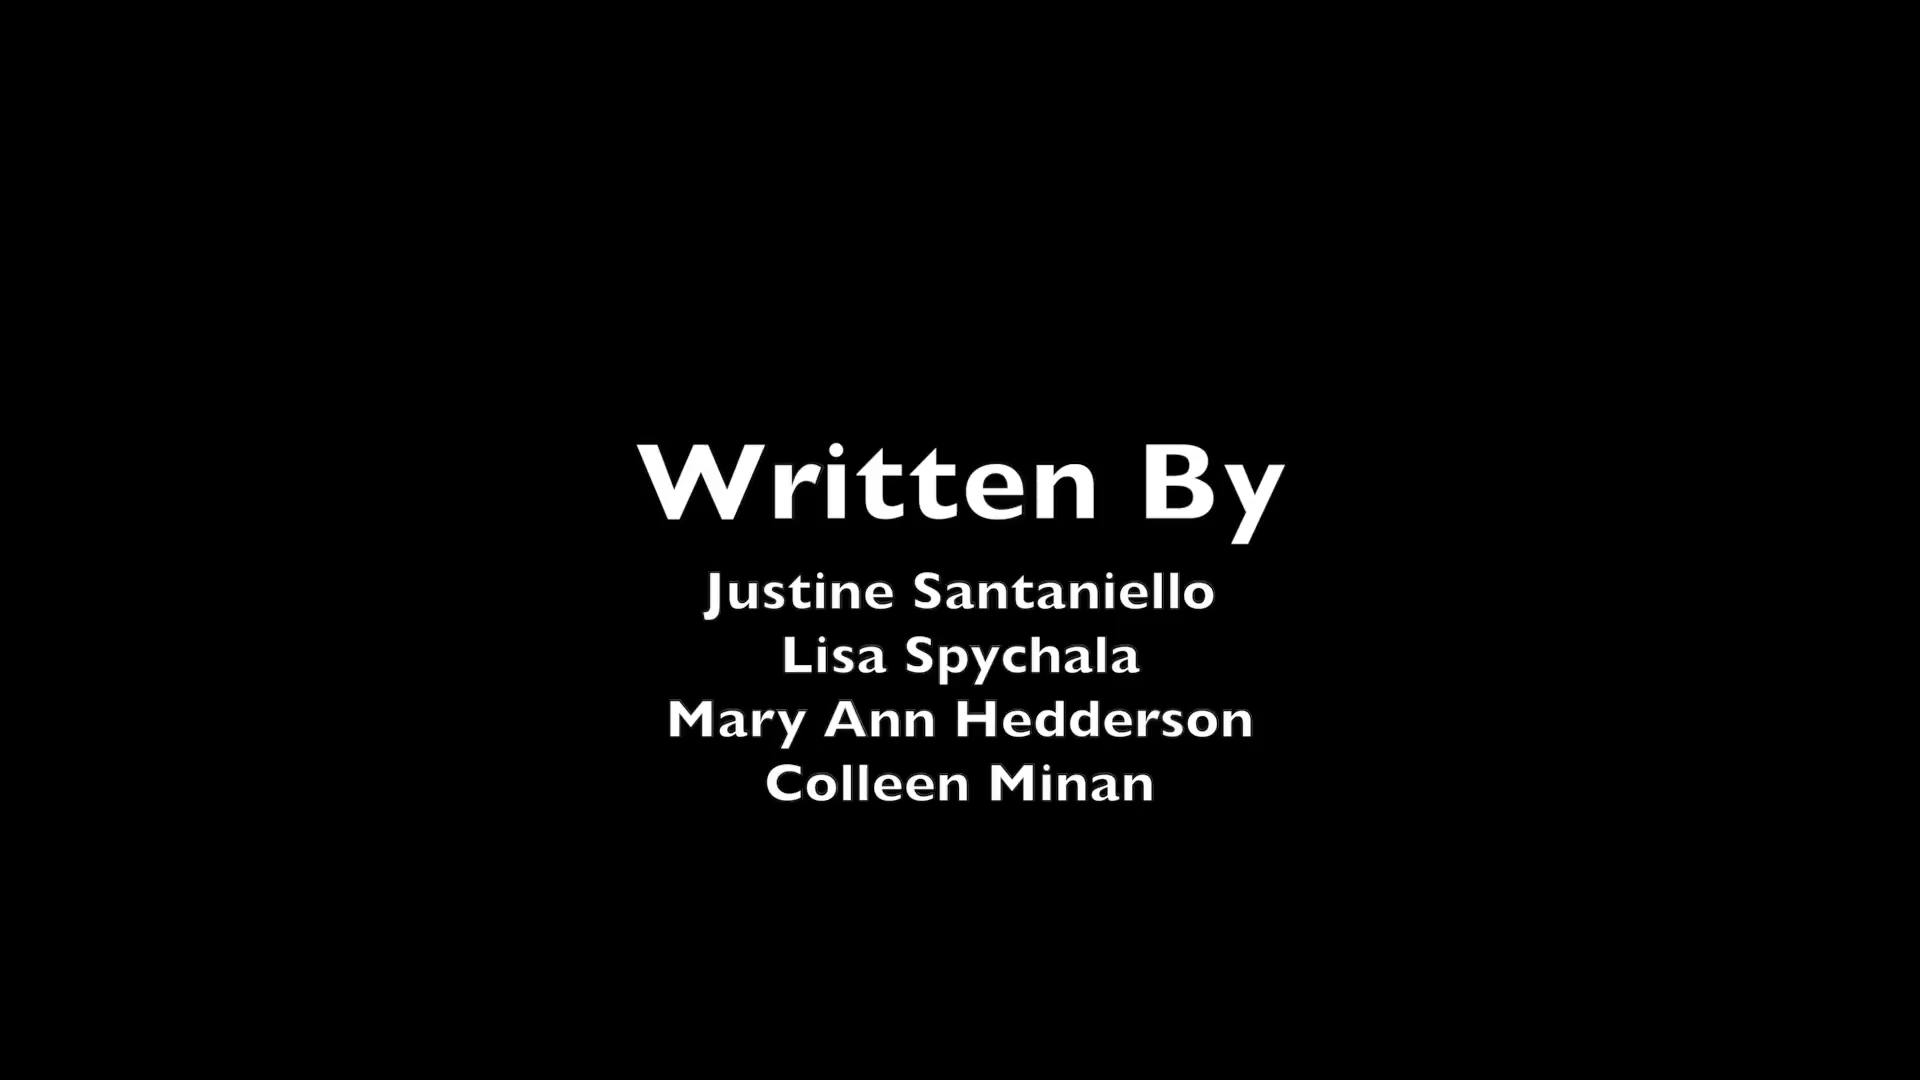 Written By
Justine Santaniello
Lisa Spychala
Mary Ann Hedderson
Colleen Minan